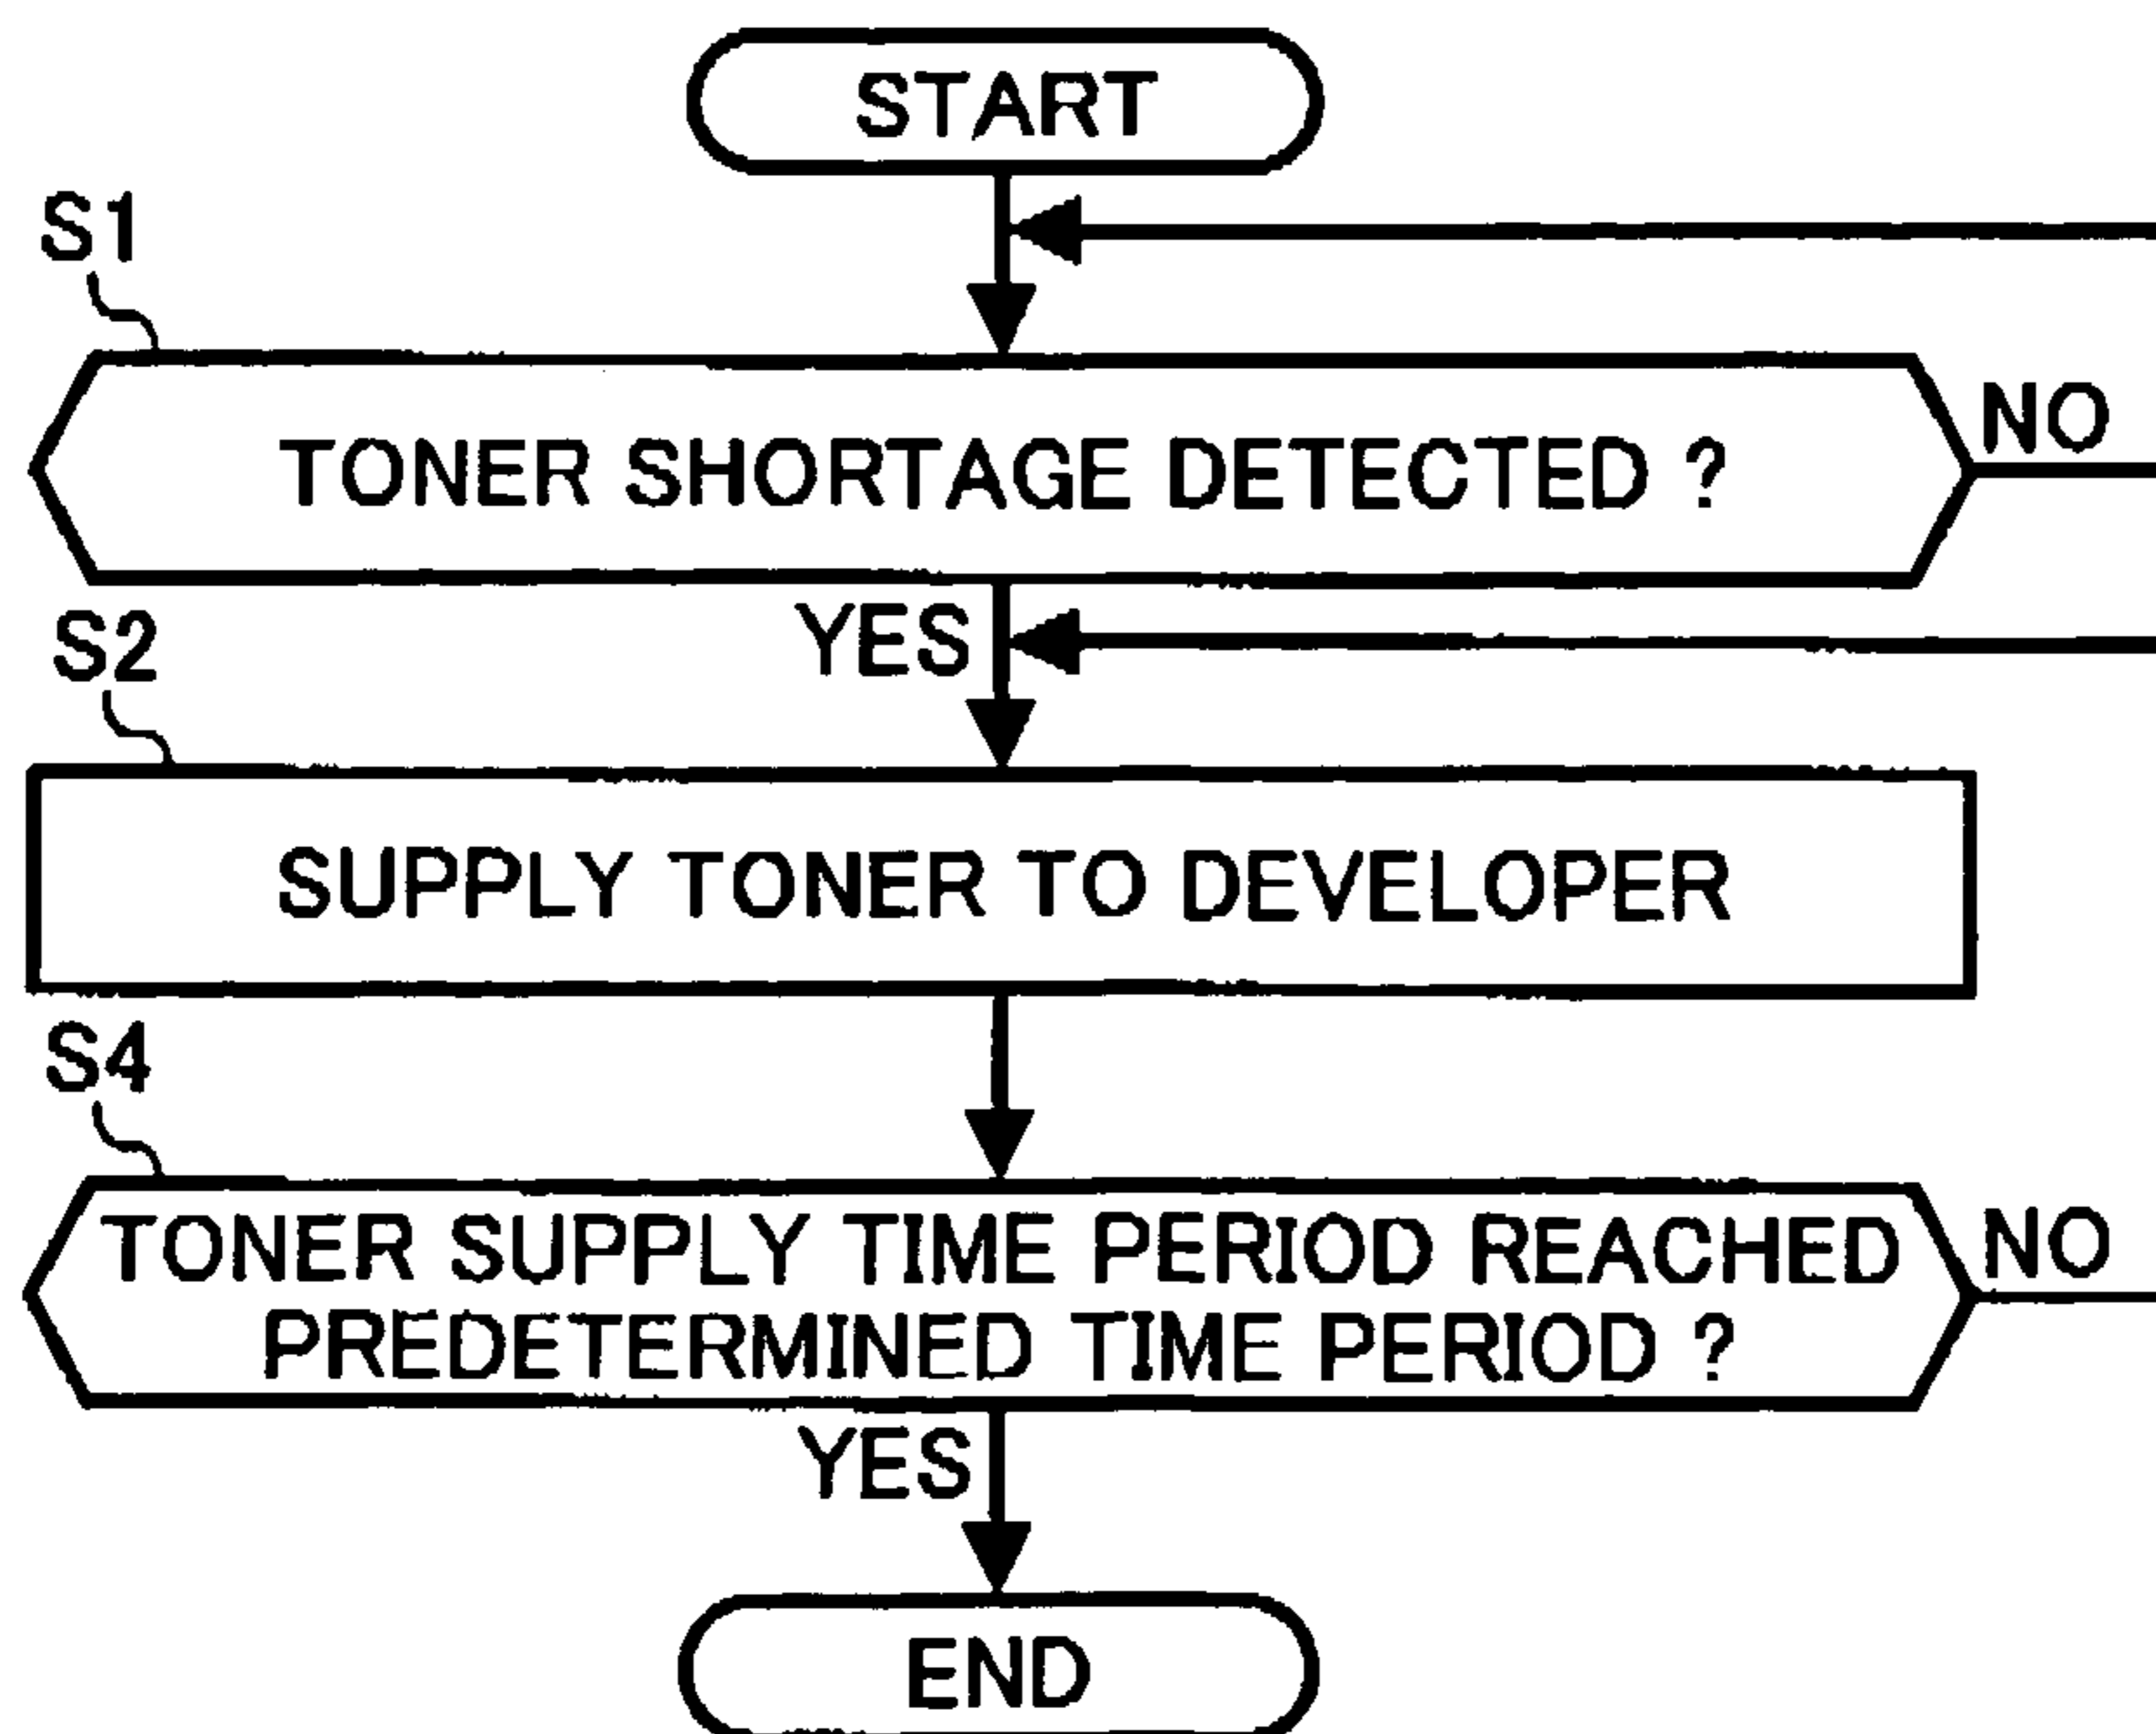 START
S1
TONER SHORTAGE DETECTED ?
NO
YES
S2
SUPPLY TONER TO DEVELOPER
S4
TONER SUPPLY TIME PERIOD REACHED
PREDETERMINED TIME PERIOD ?
NO
YES
END